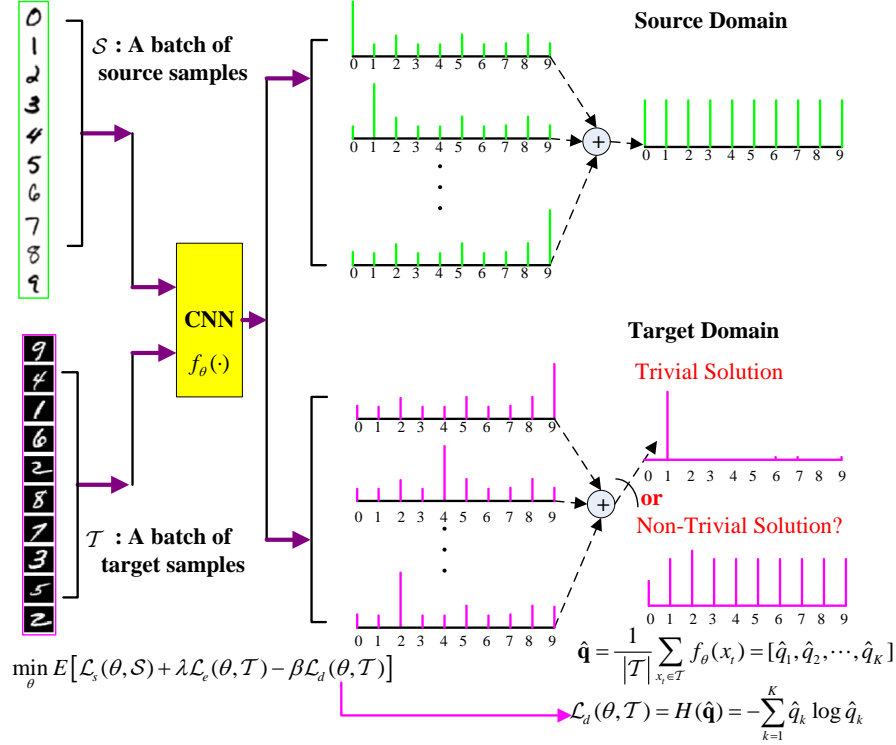 Source Domain
0
1
2
3
4
5
6
7
8
9
𝒮 : A batch of
source samples
0 1 2 3 4 5 6 7 8 9
0 1 2 3 4 5 6 7 8 9
0 1 2 3 4 5 6 7 8 9
+
0 1 2 3 4 5 6 7 8 9
CNN
f_θ(·)
Target Domain
9
4
1
6
2
8
7
3
5
2
𝒯 : A batch of
target samples
0 1 2 3 4 5 6 7 8 9
0 1 2 3 4 5 6 7 8 9
0 1 2 3 4 5 6 7 8 9
+
Trivial Solution
0 1 2 3 4 5 6 7 8 9
or
Non-Trivial Solution?
0 1 2 3 4 5 6 7 8 9
min_θ E[ℒ_s(θ,𝒮) + λℒ_e(θ,𝒯) − βℒ_d(θ,𝒯)]
q̂ = 1/|𝒯| ∑_{x_t∈𝒯} f_θ(x_t) = [q̂_1, q̂_2, ⋯, q̂_K]
ℒ_d(θ,𝒯) = H(q̂) = −∑_{k=1}^{K} q̂_k log q̂_k